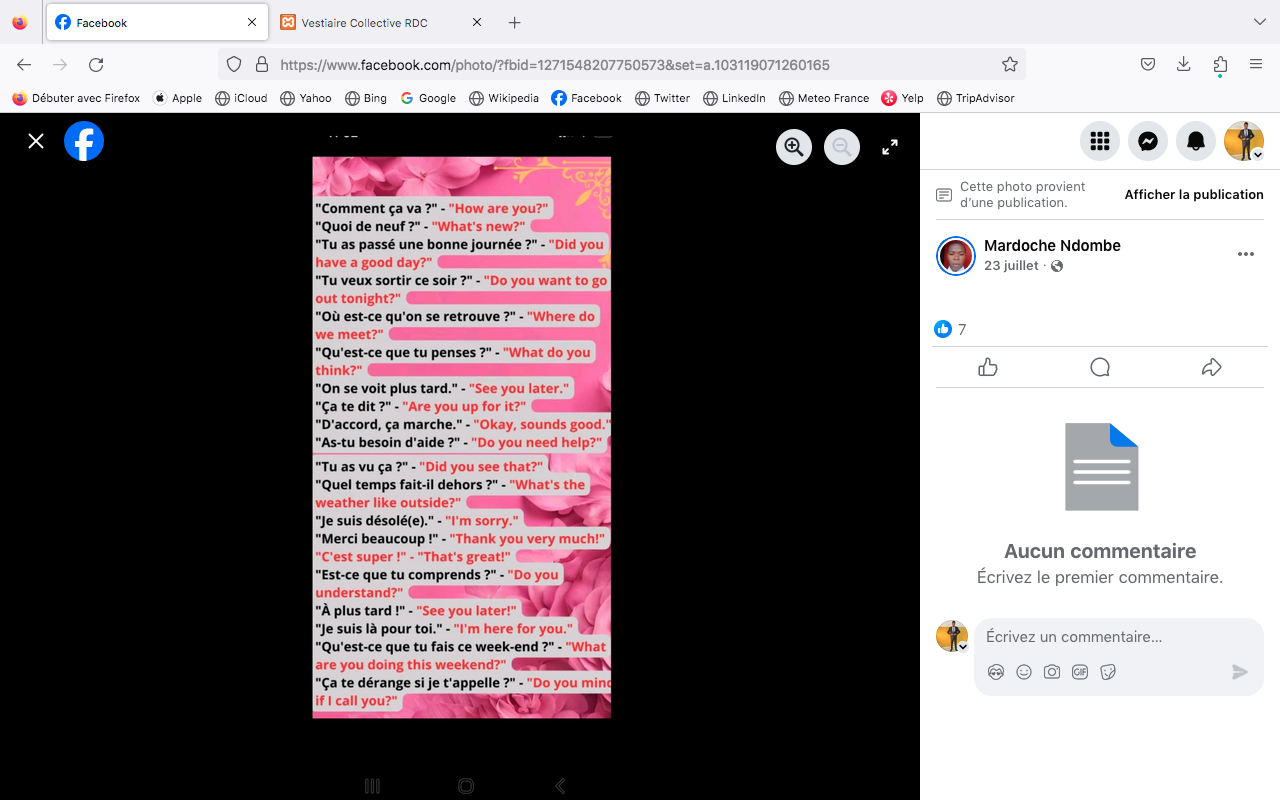 Facebook
Vestiaire Collective RDC
https://www.facebook.com/photo/?fbid=1271548207750573&set=a.103119071260165
Débuter avec Firefox
Apple
iCloud
Yahoo
Bing
Google
Wikipedia
Facebook
Twitter
LinkedIn
Meteo France
Yelp
TripAdvisor
"Comment ça va ?" - "How are you?"
"Quoi de neuf ?" - "What's new?"
"Tu as passé une bonne journée ?" - "Did you
have a good day?"
"Tu veux sortir ce soir ?" - "Do you want to go
out tonight?"
"Où est-ce qu'on se retrouve ?" - "Where do
we meet?"
"Qu'est-ce que tu penses ?" - "What do you
think?"
"On se voit plus tard." - "See you later."
"Ça te dit ?" - "Are you up for it?"
"D'accord, ça marche." - "Okay, sounds good."
"As-tu besoin d'aide ?" - "Do you need help?"
"Tu as vu ça ?" - "Did you see that?"
"Quel temps fait-il dehors ?" - "What's the
weather like outside?"
"Je suis désolé(e)." - "I'm sorry."
"Merci beaucoup !" - "Thank you very much!"
"C'est super !" - "That's great!"
"Est-ce que tu comprends ?" - "Do you
understand?"
"À plus tard !" - "See you later!"
"Je suis là pour toi." - "I'm here for you."
"Qu'est-ce que tu fais ce week-end ?" - "What
are you doing this weekend?"
"Ça te dérange si je t'appelle ?" - "Do you mind
if I call you?"
Cette photo provient
d'une publication.
Afficher la publication
Mardoche Ndombe
23 juillet ·
7
Aucun commentaire
Écrivez le premier commentaire.
Écrivez un commentaire...
GIF